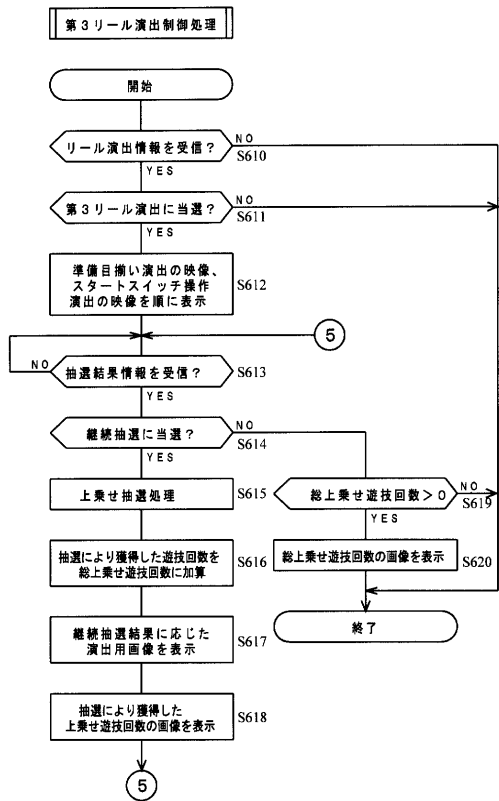 第3リール演出制御処理
開始
リール演出情報を受信？
NO
S610
YES
第3リール演出に当選？
NO
S611
YES
準備目揃い演出の映像、
スタートスイッチ操作
演出の映像を順に表示
S612
5
抽選結果情報を受信？
NO
S613
YES
継続抽選に当選？
NO
S614
YES
上乗せ抽選処理
S615
総上乗せ遊技回数＞0
NO
S619
YES
抽選により獲得した遊技回数を
総上乗せ遊技回数に加算
S616
総上乗せ遊技回数の画像を表示
S620
継続抽選結果に応じた
演出用画像を表示
S617
終了
抽選により獲得した
上乗せ遊技回数の画像を表示
S618
5